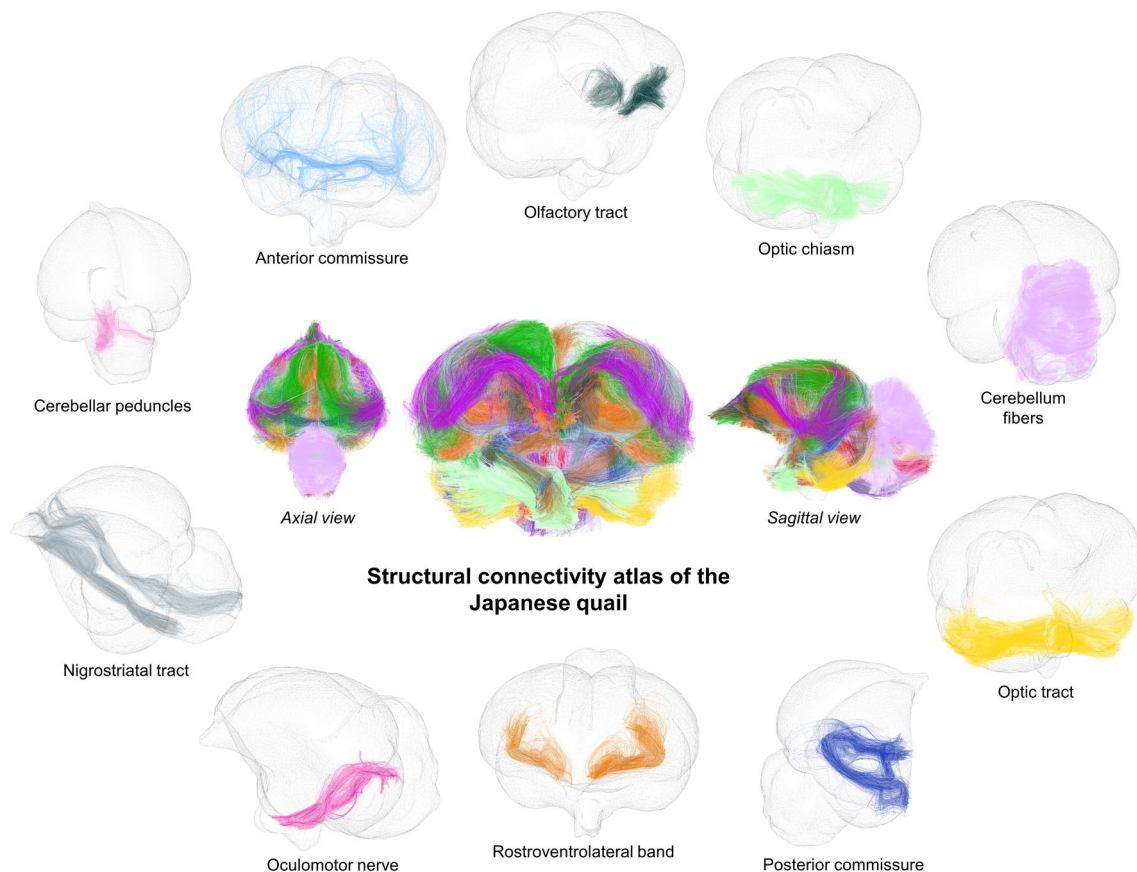 Olfactory tract
Anterior commissure
Optic chiasm
Cerebellar peduncles
Cerebellum
fibers
Axial view
Sagittal view
Structural connectivity atlas of the
Japanese quail
Nigrostriatal tract
Optic tract
Oculomotor nerve
Rostroventrolateral band
Posterior commissure